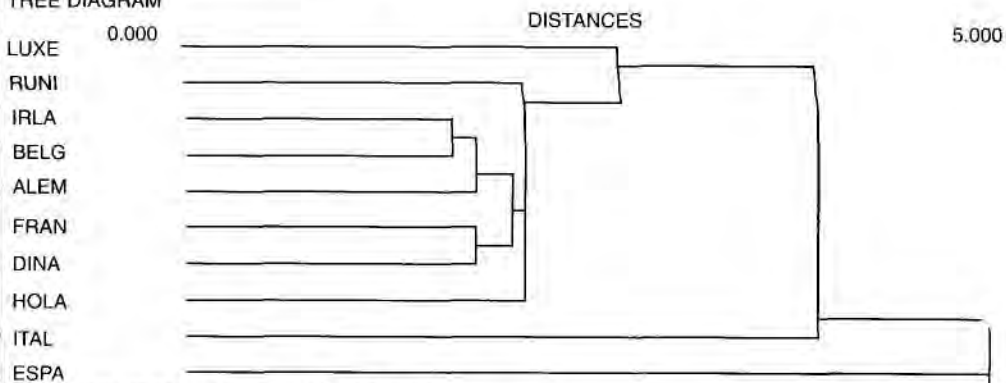 TREE DIAGRAM
DISTANCES
0.000 5.000
LUXE
RUNI
IRLA
BELG
ALEM
FRAN
DINA
HOLA
ITAL
ESPA